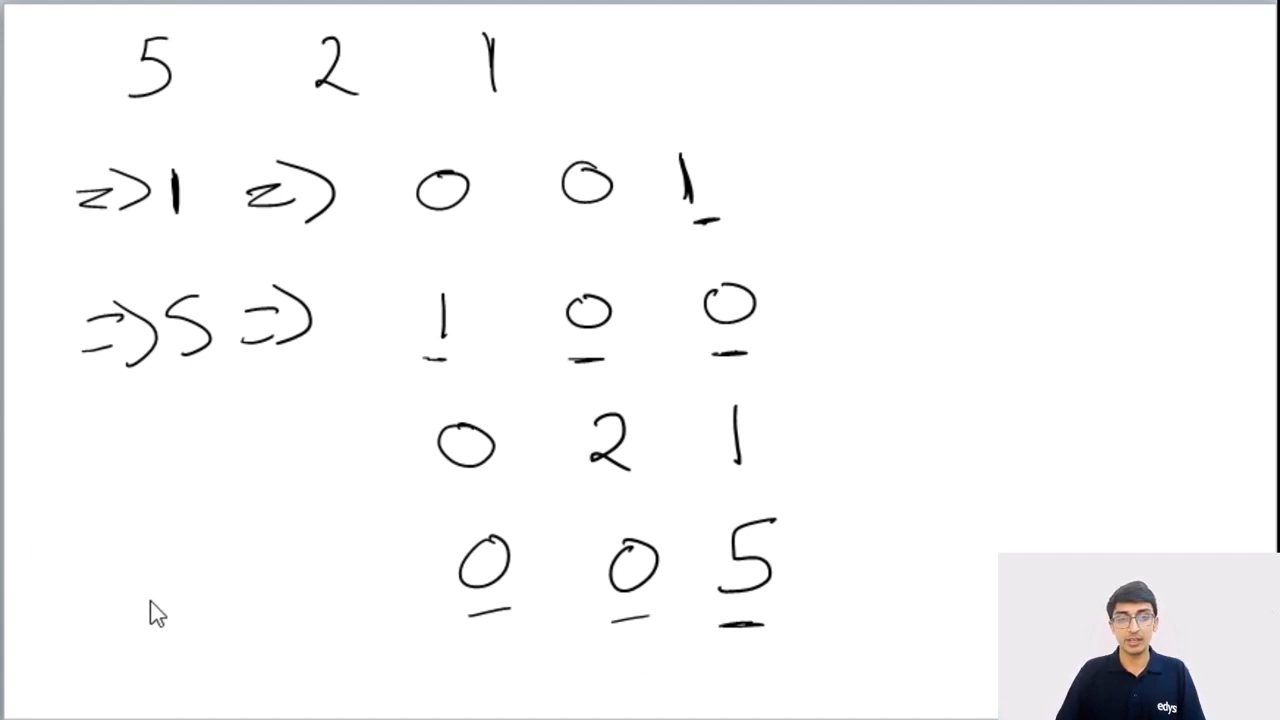 5 2 1
=> 1 => 0 0 1
=> 5 => 1 0 0
0 2 1
0 0 5
edys